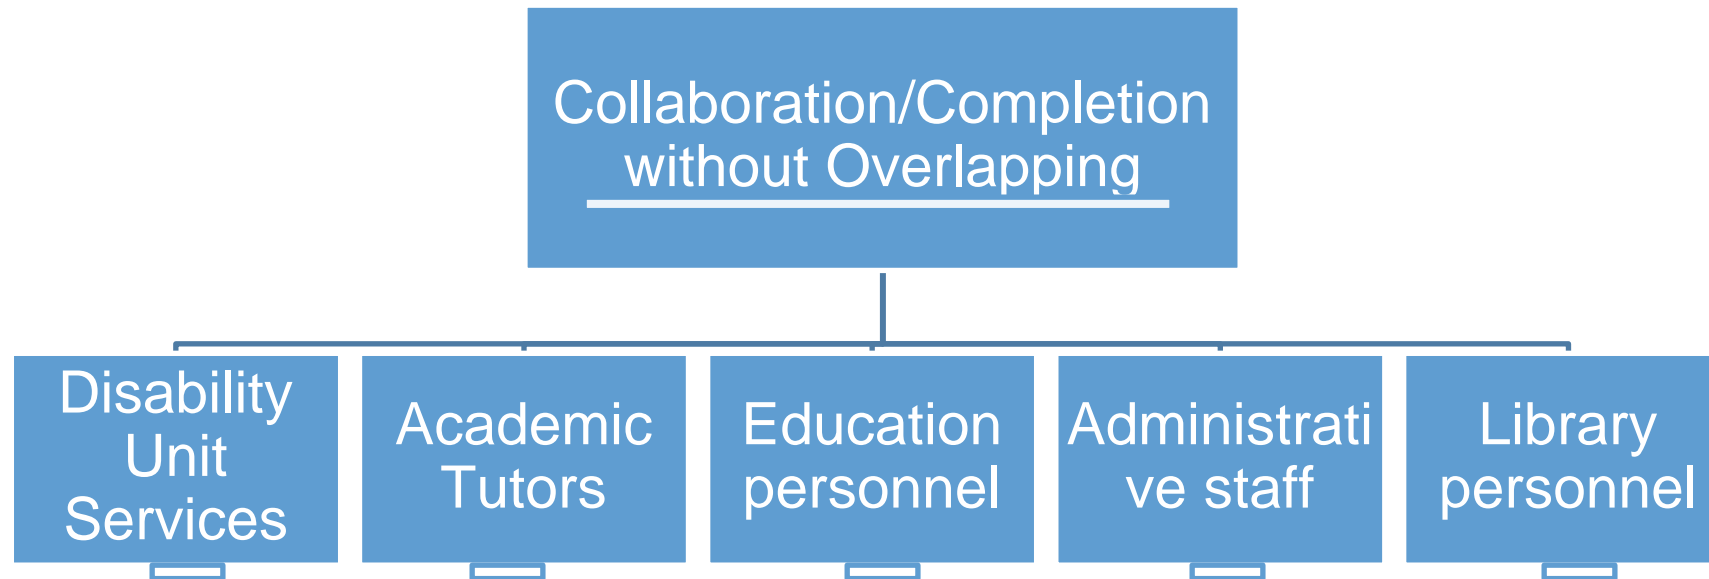 Collaboration/Completion
without Overlapping
Disability
Unit
Services
Academic
Tutors
Education
personnel
Administrati
ve staff
Library
personnel